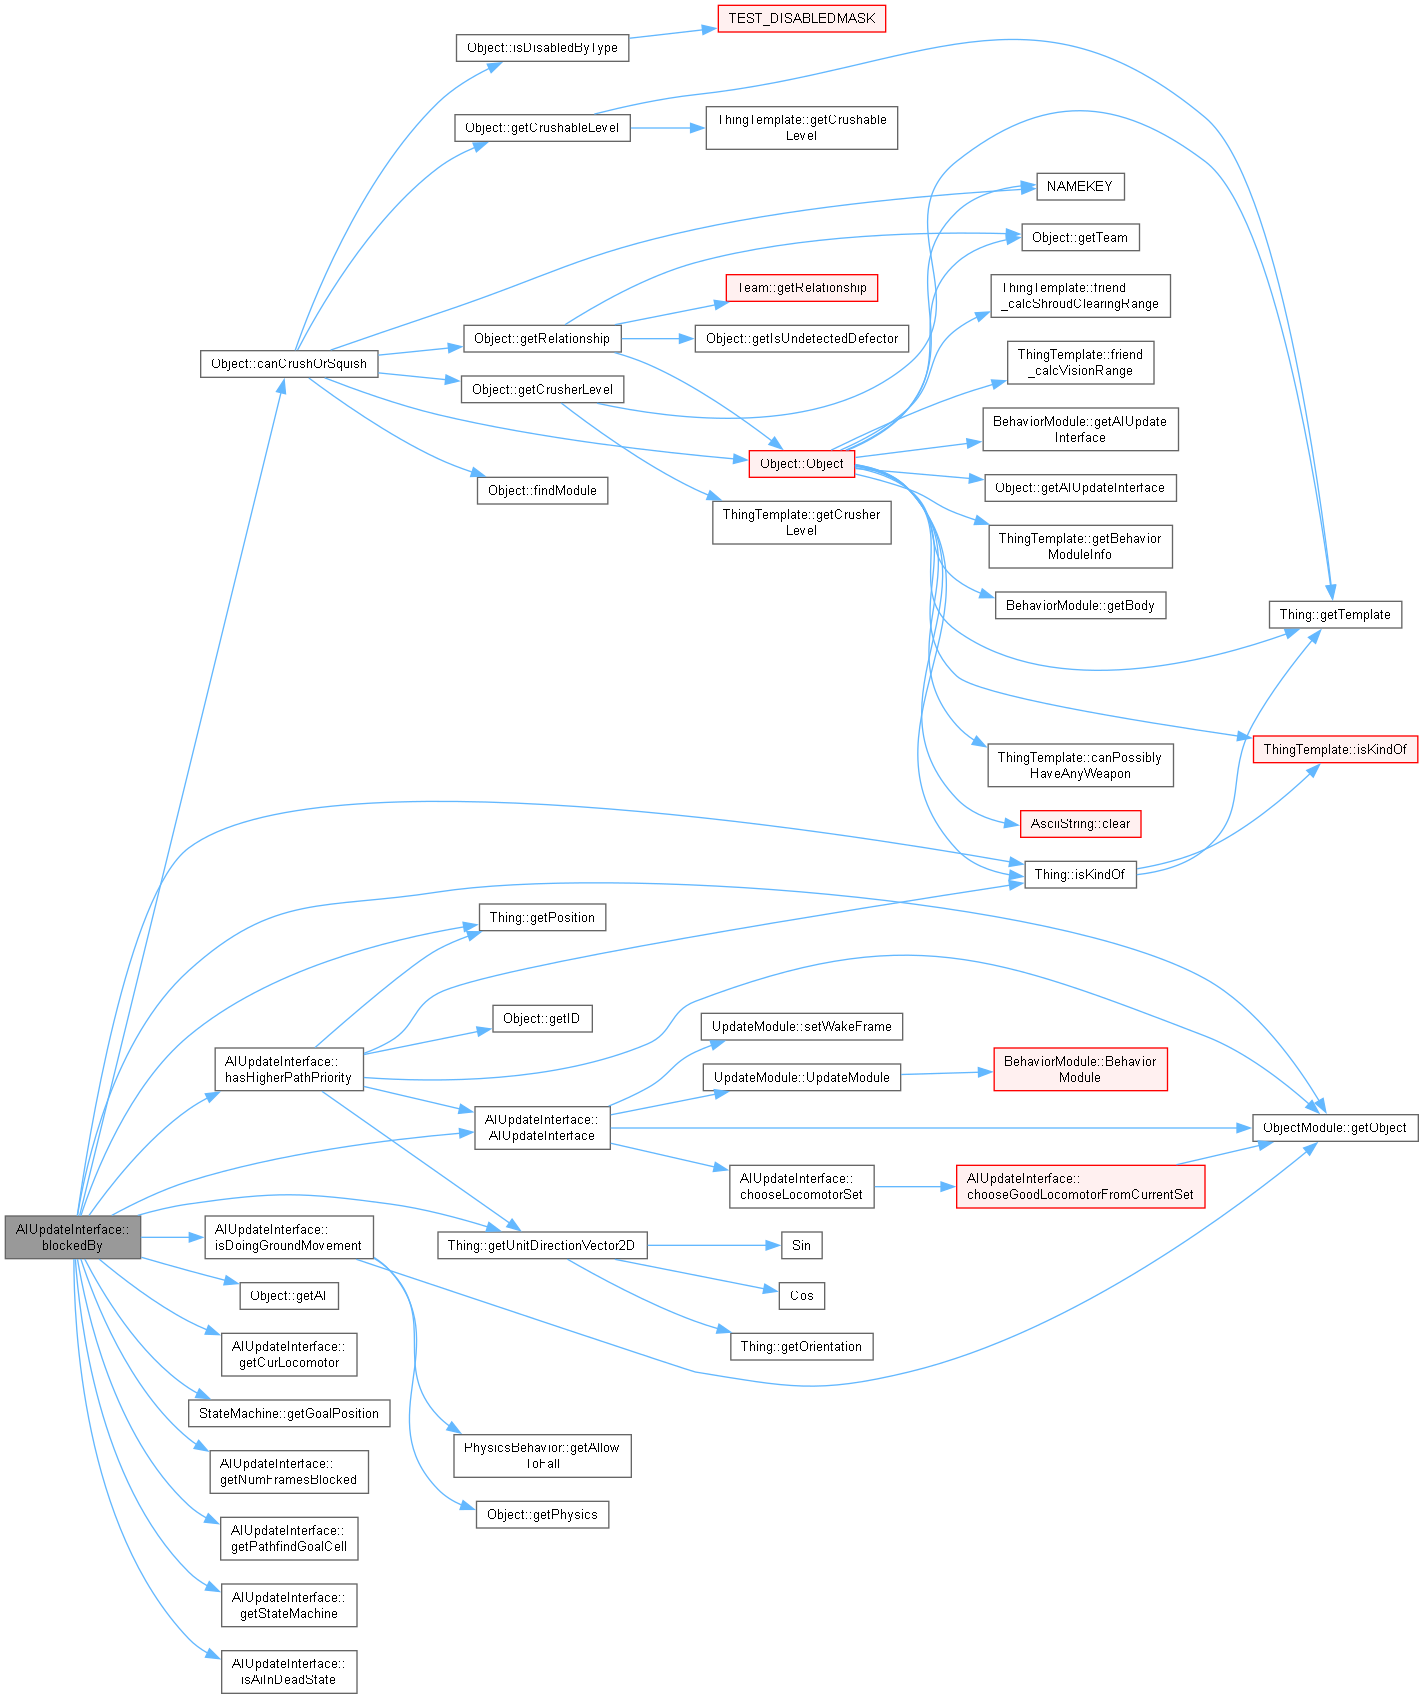 TEST_DISABLEDMASK
Object::isDisabledByType
Object::getCrushableLevel
ThingTemplate::getCrushable
Level
NAMEKEY
Object::getTeam
Team::getRelationship
ThingTemplate::friend
_calcShroudClearingRange
Object::getRelationship
Object::getIsUndetectedDefector
ThingTemplate::friend
_calcVisionRange
Object::canCrushOrSquish
Object::getCrusherLevel
BehaviorModule::getAIUpdate
Interface
Object::Object
Object::findModule
Object::getAIUpdateInterface
ThingTemplate::getCrusher
Level
ThingTemplate::getBehavior
ModuleInfo
BehaviorModule::getBody
Thing::getTemplate
ThingTemplate::isKindOf
ThingTemplate::canPossibly
HaveAnyWeapon
AsciiString::clear
Thing::isKindOf
Thing::getPosition
Object::getID
UpdateModule::setWakeFrame
AIUpdateInterface::
hasHigherPathPriority
UpdateModule::UpdateModule
BehaviorModule::Behavior
Module
AIUpdateInterface::
AIUpdateInterface
ObjectModule::getObject
AIUpdateInterface::
chooseLocomotorSet
AIUpdateInterface::
chooseGoodLocomotorFromCurrentSet
AIUpdateInterface::
blockedBy
AIUpdateInterface::
isDoingGroundMovement
Thing::getUnitDirectionVector2D
Sin
Object::getAI
Cos
AIUpdateInterface::
getCurLocomotor
Thing::getOrientation
StateMachine::getGoalPosition
AIUpdateInterface::
getNumFramesBlocked
PhysicsBehavior::getAllow
ToFall
Object::getPhysics
AIUpdateInterface::
getPathfindGoalCell
AIUpdateInterface::
getStateMachine
AIUpdateInterface::
isAiInDeadState